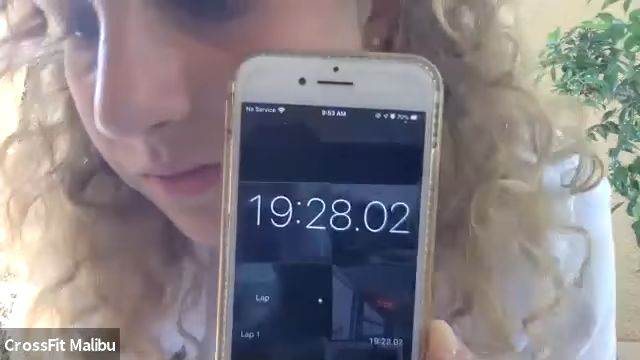 No Service 9:53 AM 70%
19:28.02
Lap
Lap 1 19:28.02
CrossFit Malibu